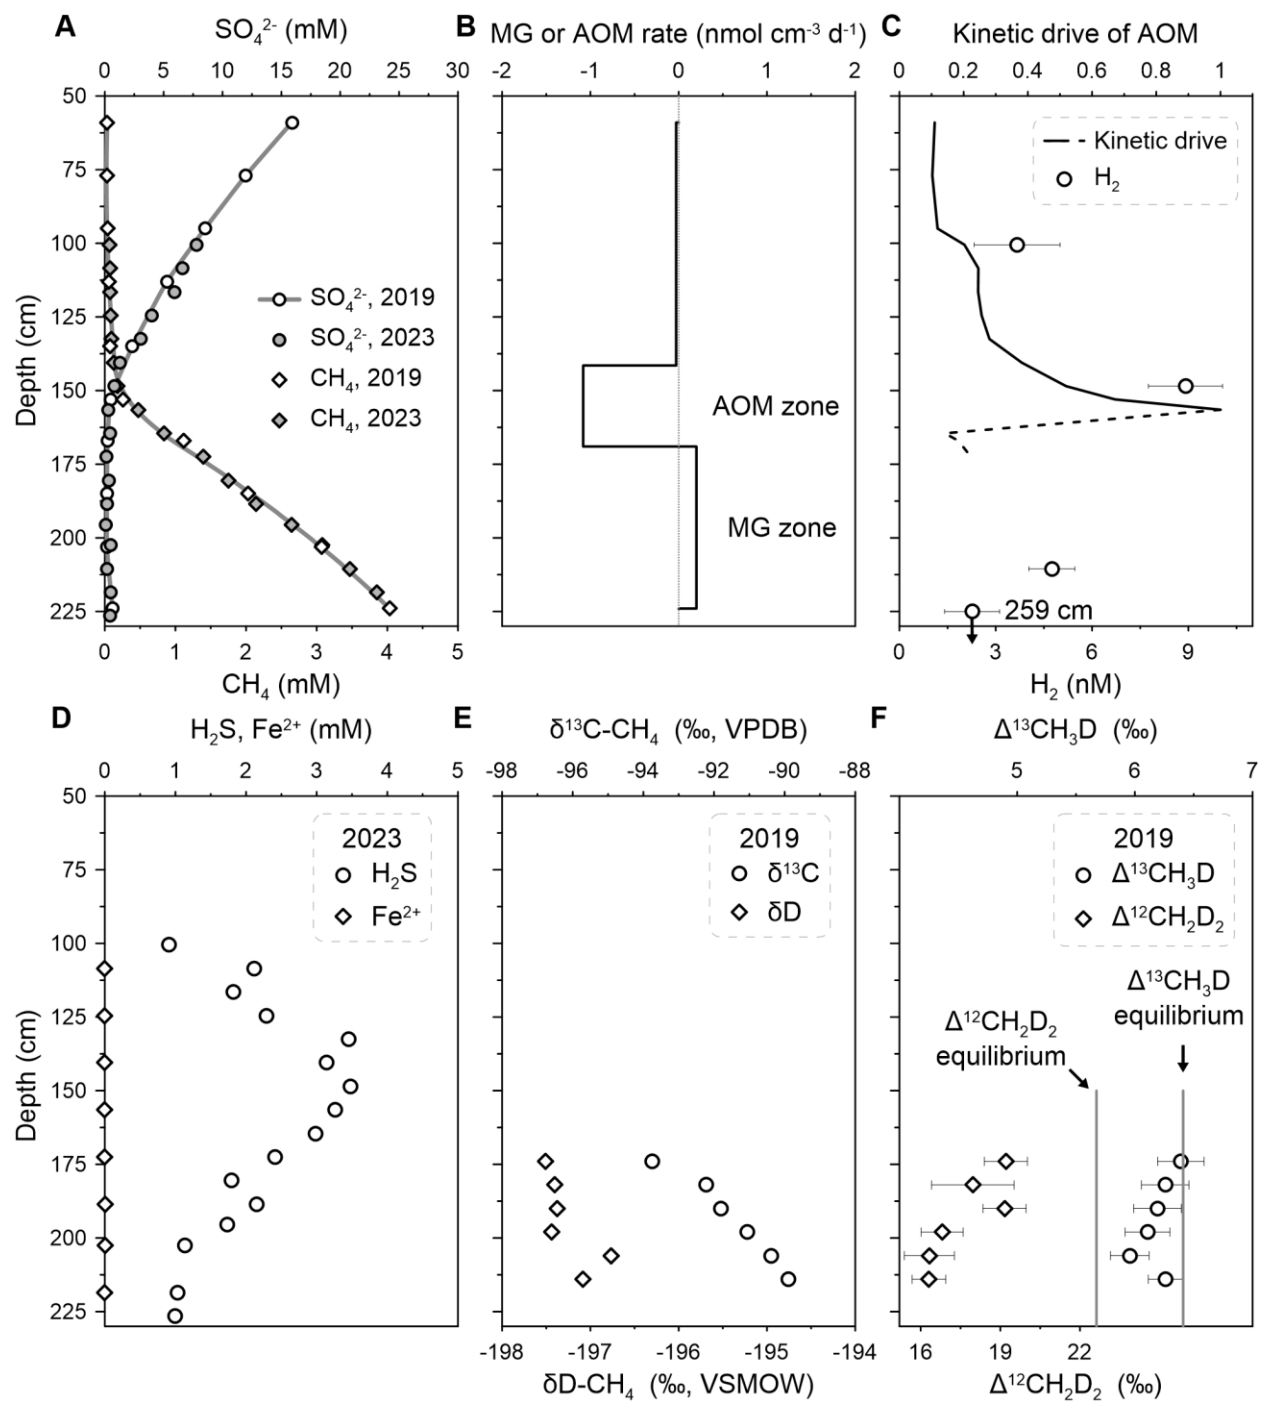 A
SO₄²⁻ (mM)
0 5 10 15 20 25 30
50
75
100
125
150
175
200
225
Depth (cm)
SO₄²⁻, 2019
SO₄²⁻, 2023
CH₄, 2019
CH₄, 2023
0 1 2 3 4 5
CH₄ (mM)
B
MG or AOM rate (nmol cm⁻³ d⁻¹)
-2 -1 0 1 2
AOM zone
MG zone
C
Kinetic drive of AOM
0 0.2 0.4 0.6 0.8 1
Kinetic drive
H₂
259 cm
0 3 6 9
H₂ (nM)
D
H₂S, Fe²⁺ (mM)
0 1 2 3 4 5
50
75
100
125
150
175
200
225
Depth (cm)
2023
H₂S
Fe²⁺
E
δ¹³C-CH₄ (‰, VPDB)
-98 -96 -94 -92 -90 -88
2019
δ¹³C
δD
-198 -197 -196 -195 -194
δD-CH₄ (‰, VSMOW)
F
Δ¹³CH₃D (‰)
5 6 7
2019
Δ¹³CH₃D
Δ¹²CH₂D₂
Δ¹³CH₃D
equilibrium
Δ¹²CH₂D₂
equilibrium
16 19 22
Δ¹²CH₂D₂ (‰)